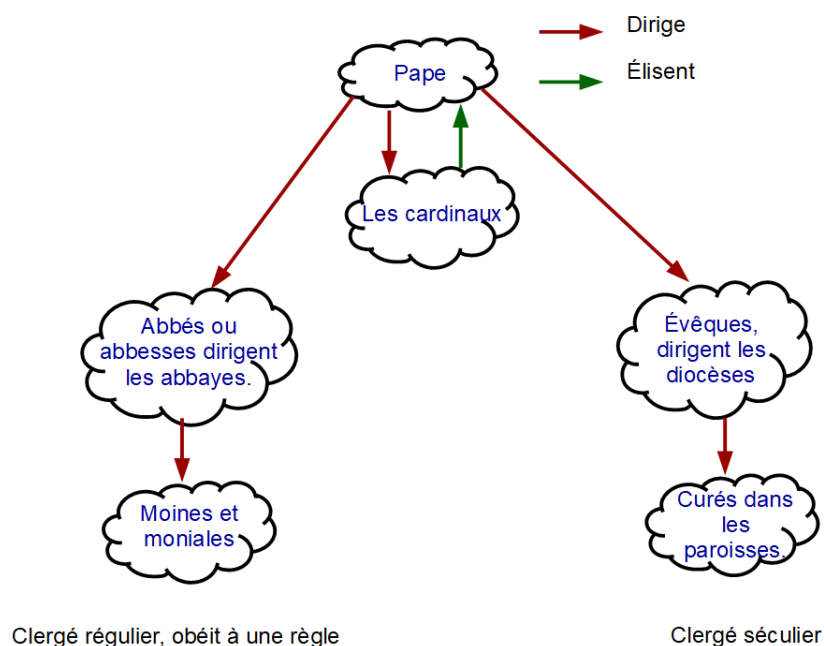 Dirige
Élisent
Pape
Les cardinaux
Abbés ou
abbesses dirigent
les abbayes.
Évêques,
dirigent les
diocèses
Moines et
moniales
Curés dans
les
paroisses.
Clergé régulier, obéit à une règle
Clergé séculier